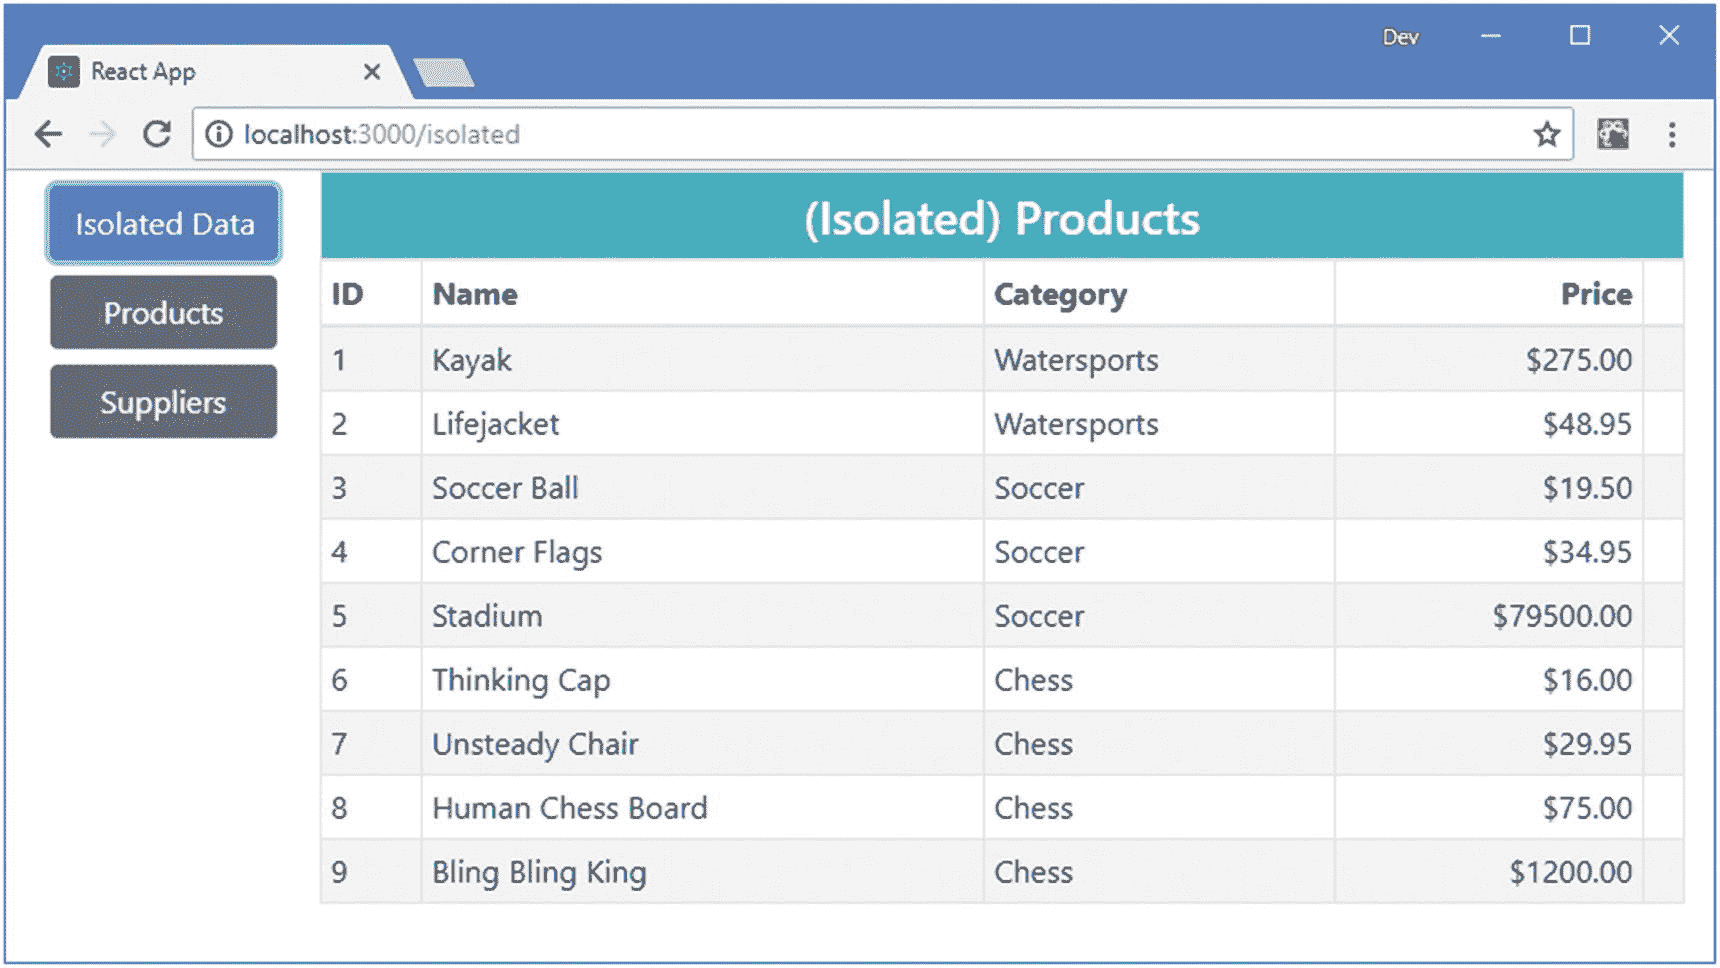 Dev
React App
localhost:3000/isolated
Isolated Data
Products
Suppliers
(Isolated) Products
ID Name Category Price
1 Kayak Watersports $275.00
2 Lifejacket Watersports $48.95
3 Soccer Ball Soccer $19.50
4 Corner Flags Soccer $34.95
5 Stadium Soccer $79500.00
6 Thinking Cap Chess $16.00
7 Unsteady Chair Chess $29.95
8 Human Chess Board Chess $75.00
9 Bling Bling King Chess $1200.00